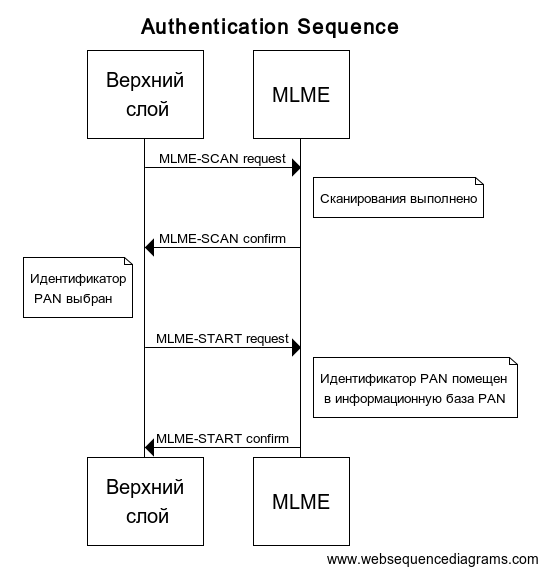 Authentication Sequence
Верхний
слой
MLME
MLME-SCAN request
Сканирования выполнено
MLME-SCAN confirm
Идентификатор
PAN выбран
MLME-START request
Идентификатор PAN помещен
в информационную база PAN
MLME-START confirm
Верхний
слой
MLME
www.websequencediagrams.com